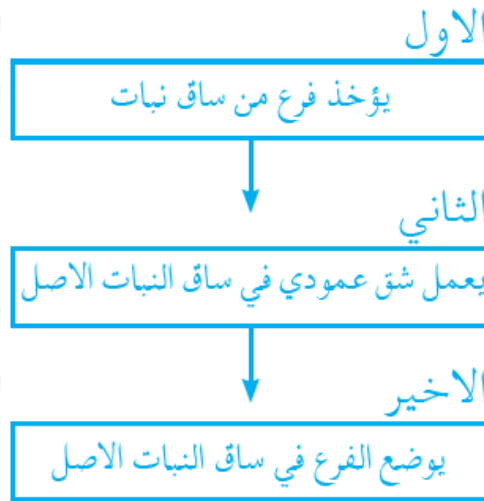 الاول
يؤخذ فرع من ساق نبات
الثاني
يعمل شق عمودي في ساق النبات الاصل
الاخير
يوضع الفرع في ساق النبات الاصل